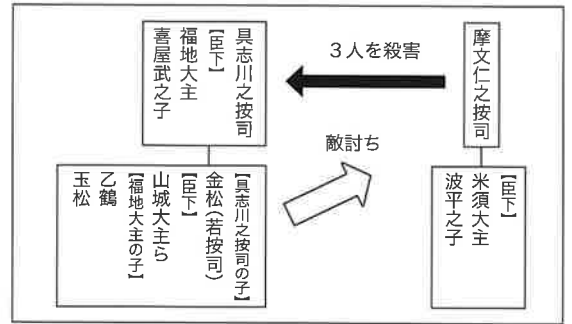 摩文仁之按司
【臣下】
米須大主
波平之子
3人を殺害
敵討ち
具志川之按司
【臣下】
福地大主
喜屋武之子
【具志川之按司の子】
金松(若按司)
【臣下】
山城大主ら
【福地大主の子】
乙鶴
玉松